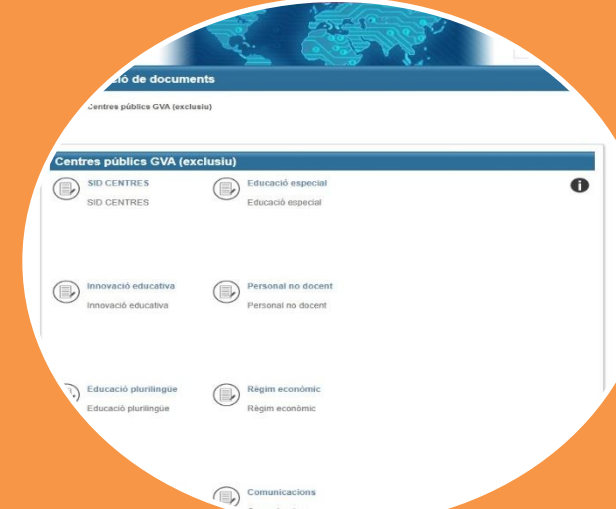 de documents
Centres públics GVA (exclusiu)
Centres públics GVA (exclusiu)
SID CENTRES
SID CENTRES
Educació especial
Educació especial
Innovació educativa
Innovació educativa
Personal no docent
Personal no docent
Educació plurilingüe
Educació plurilingüe
Règim econòmic
Règim econòmic
Comunicacions